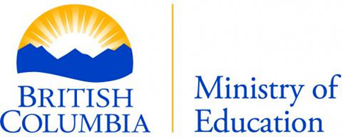 BRITISH
COLUMBIA
Ministry of
Education